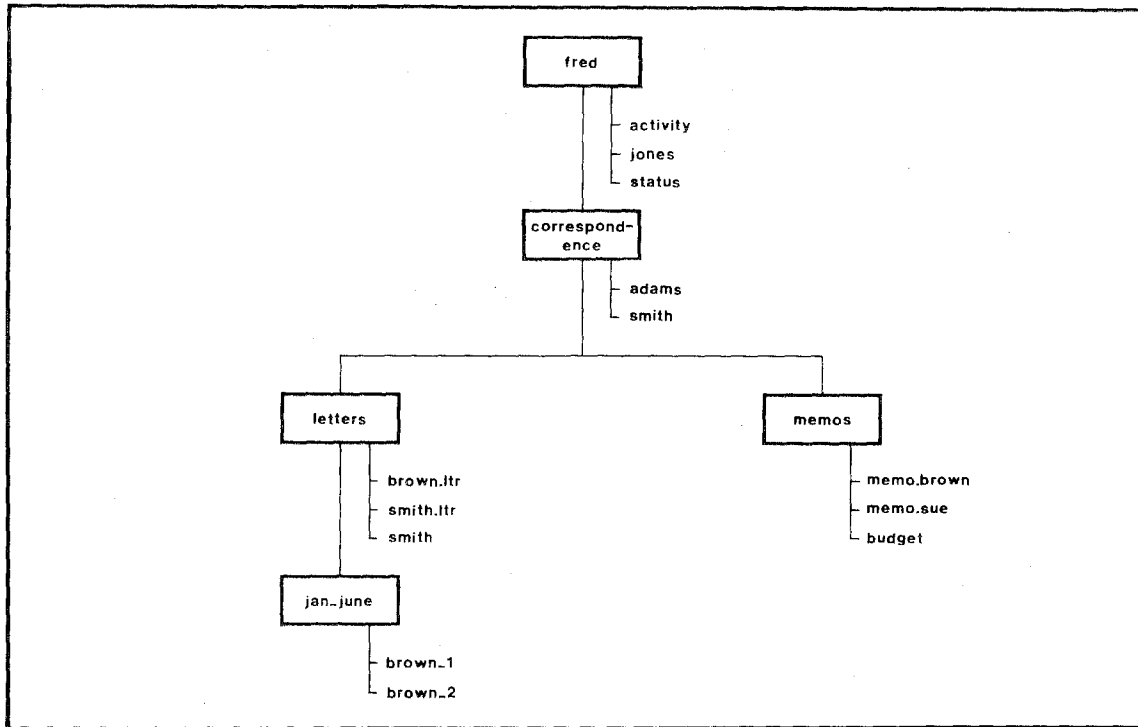 fred
activity
jones
status
correspond-
ence
adams
smith
letters
memos
brown.ltr
smith.ltr
smith
memo.brown
memo.sue
budget
jan_june
brown_1
brown_2